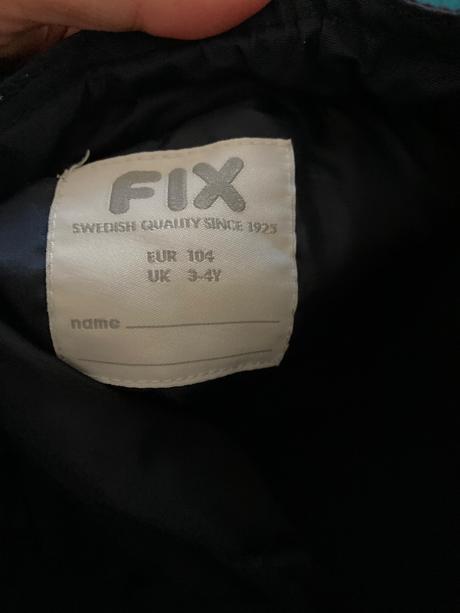 FIX
SWEDISH QUALITY SINCE 1925
EUR 104
UK 3-4Y
name